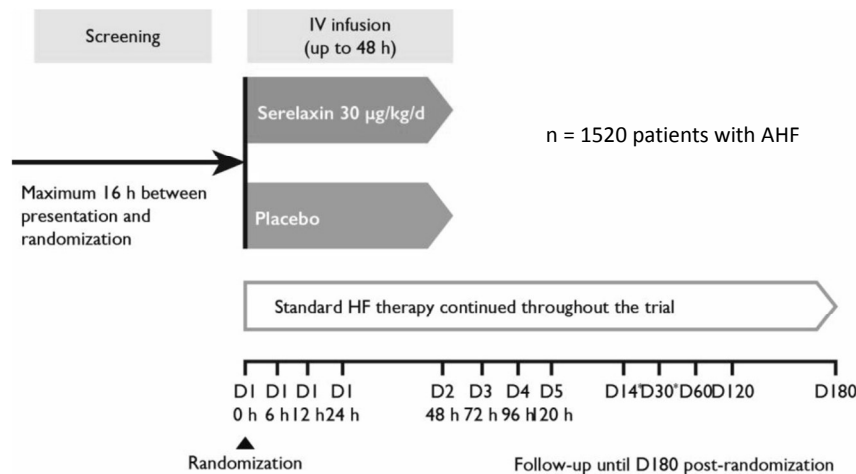 Screening
IV infusion
(up to 48 h)
Serelaxin 30 µg/kg/d
n = 1520 patients with AHF
Maximum 16 h between
presentation and
randomization
Placebo
Standard HF therapy continued throughout the trial
D1 D1 D1 D1 D2 D3 D4 D5 D14* D30* D60 D120 D180
0 h 6 h 12 h 24 h 48 h 72 h 96 h 120 h
Randomization
Follow-up until D180 post-randomization